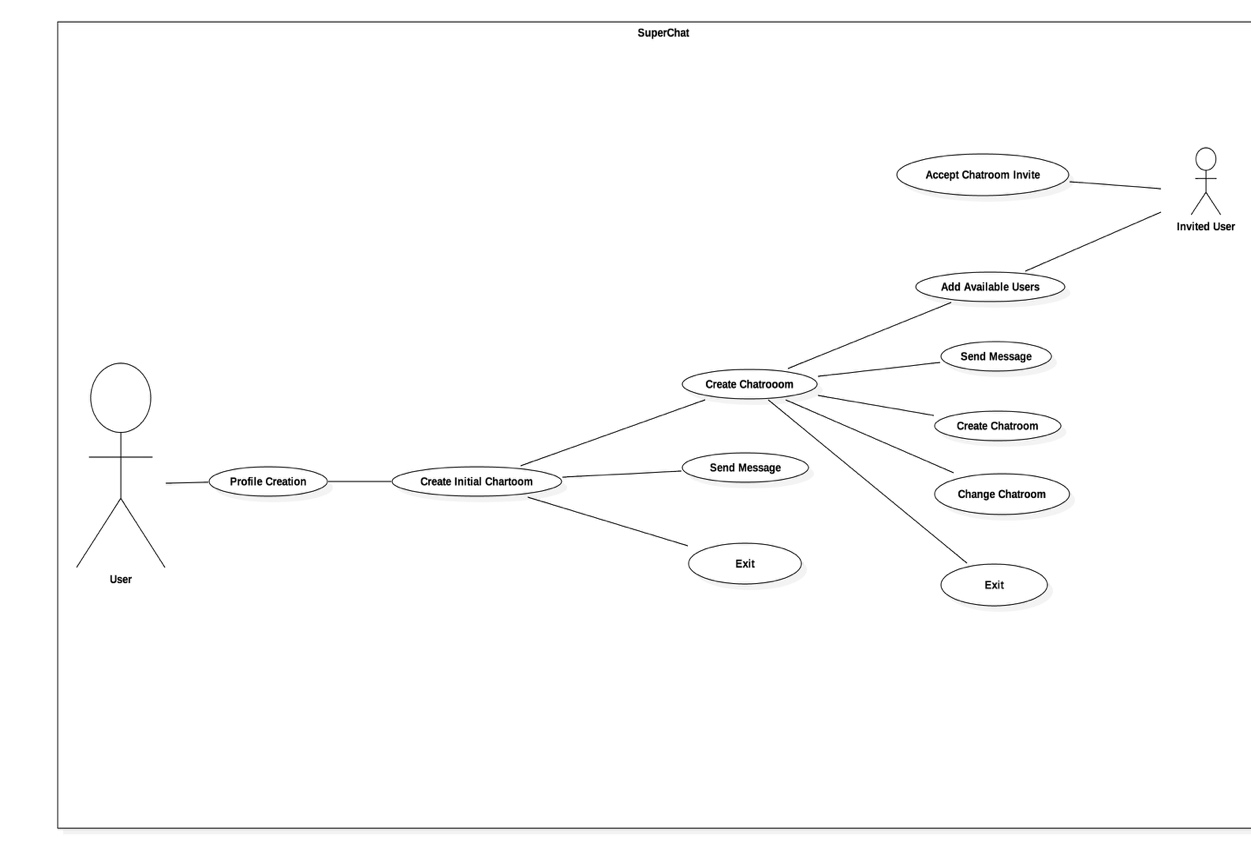 SuperChat
Accept Chatroom Invite
Invited User
Add Available Users
Send Message
Create Chatrooom
Create Chatroom
Send Message
Profile Creation
Create Initial Chartoom
Change Chatroom
Exit
User
Exit